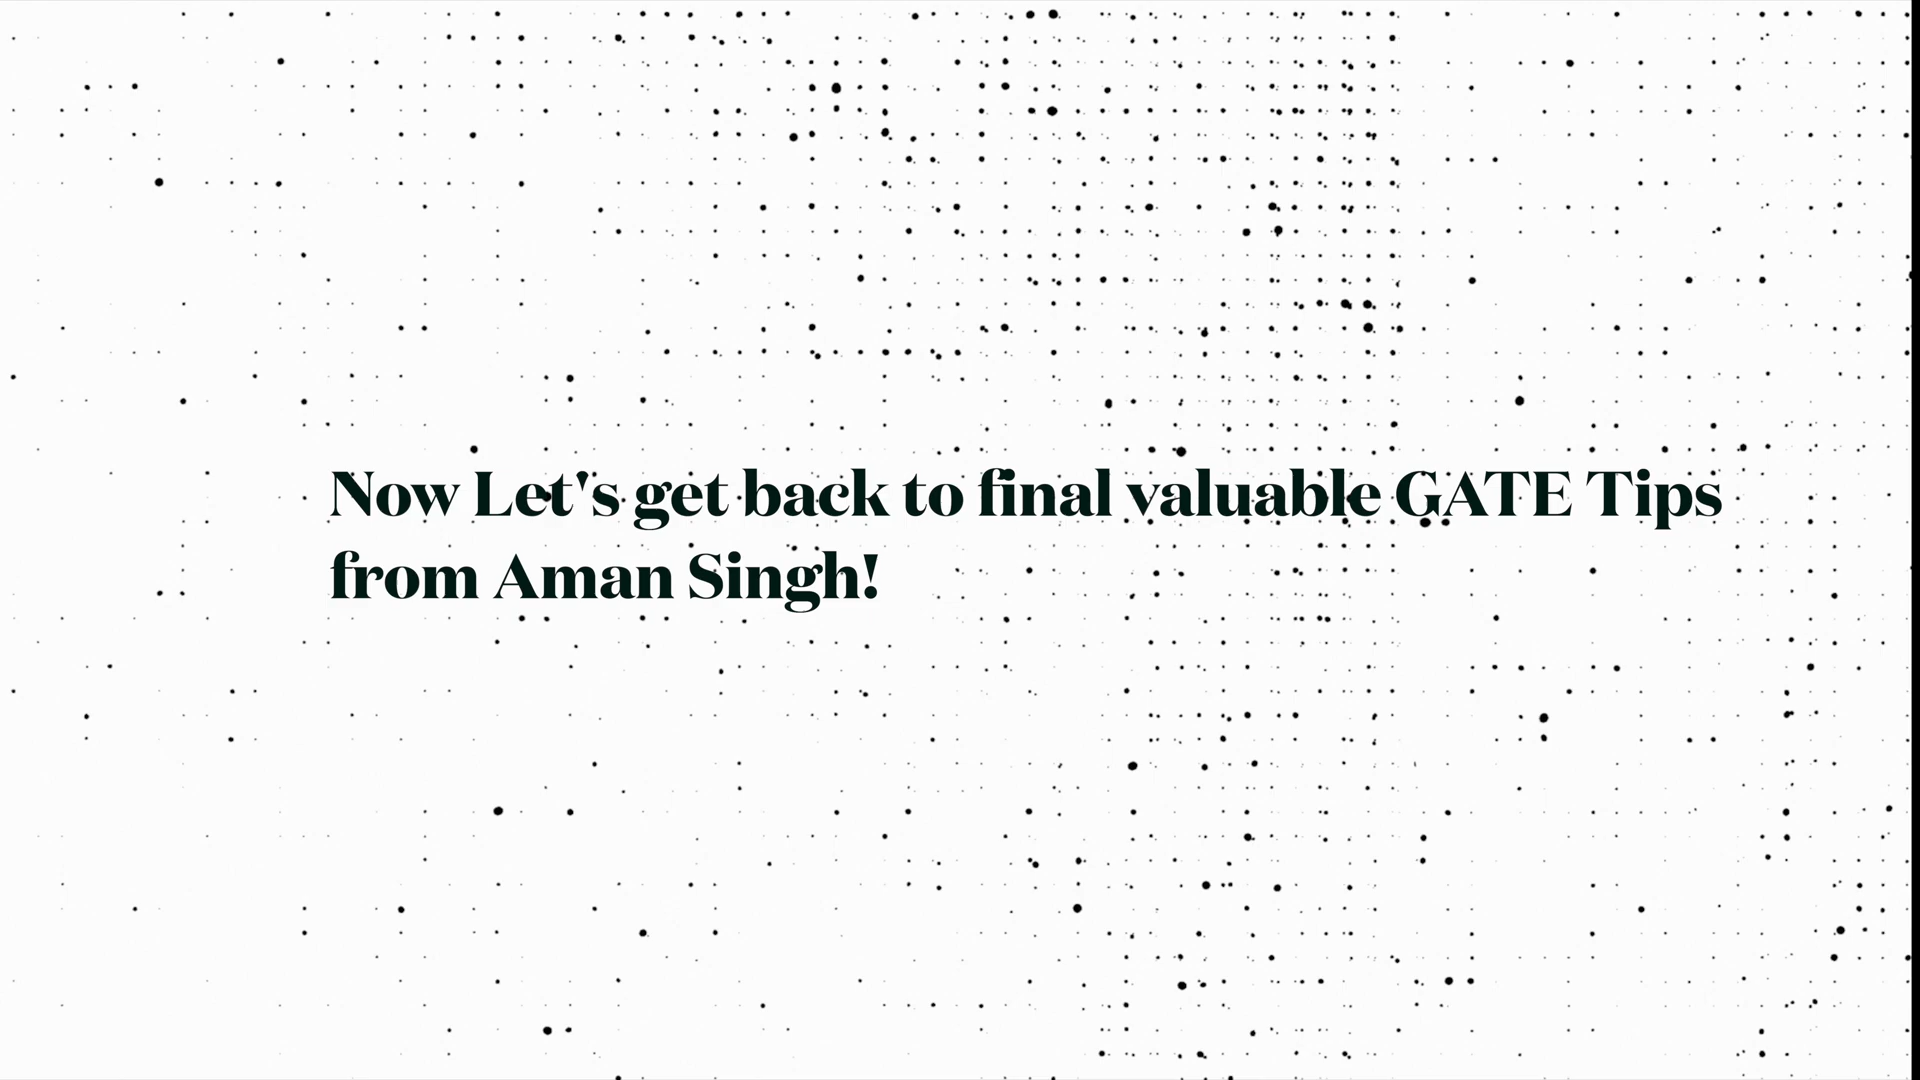 Now Let's get back to final valuable GATE Tips
from Aman Singh!